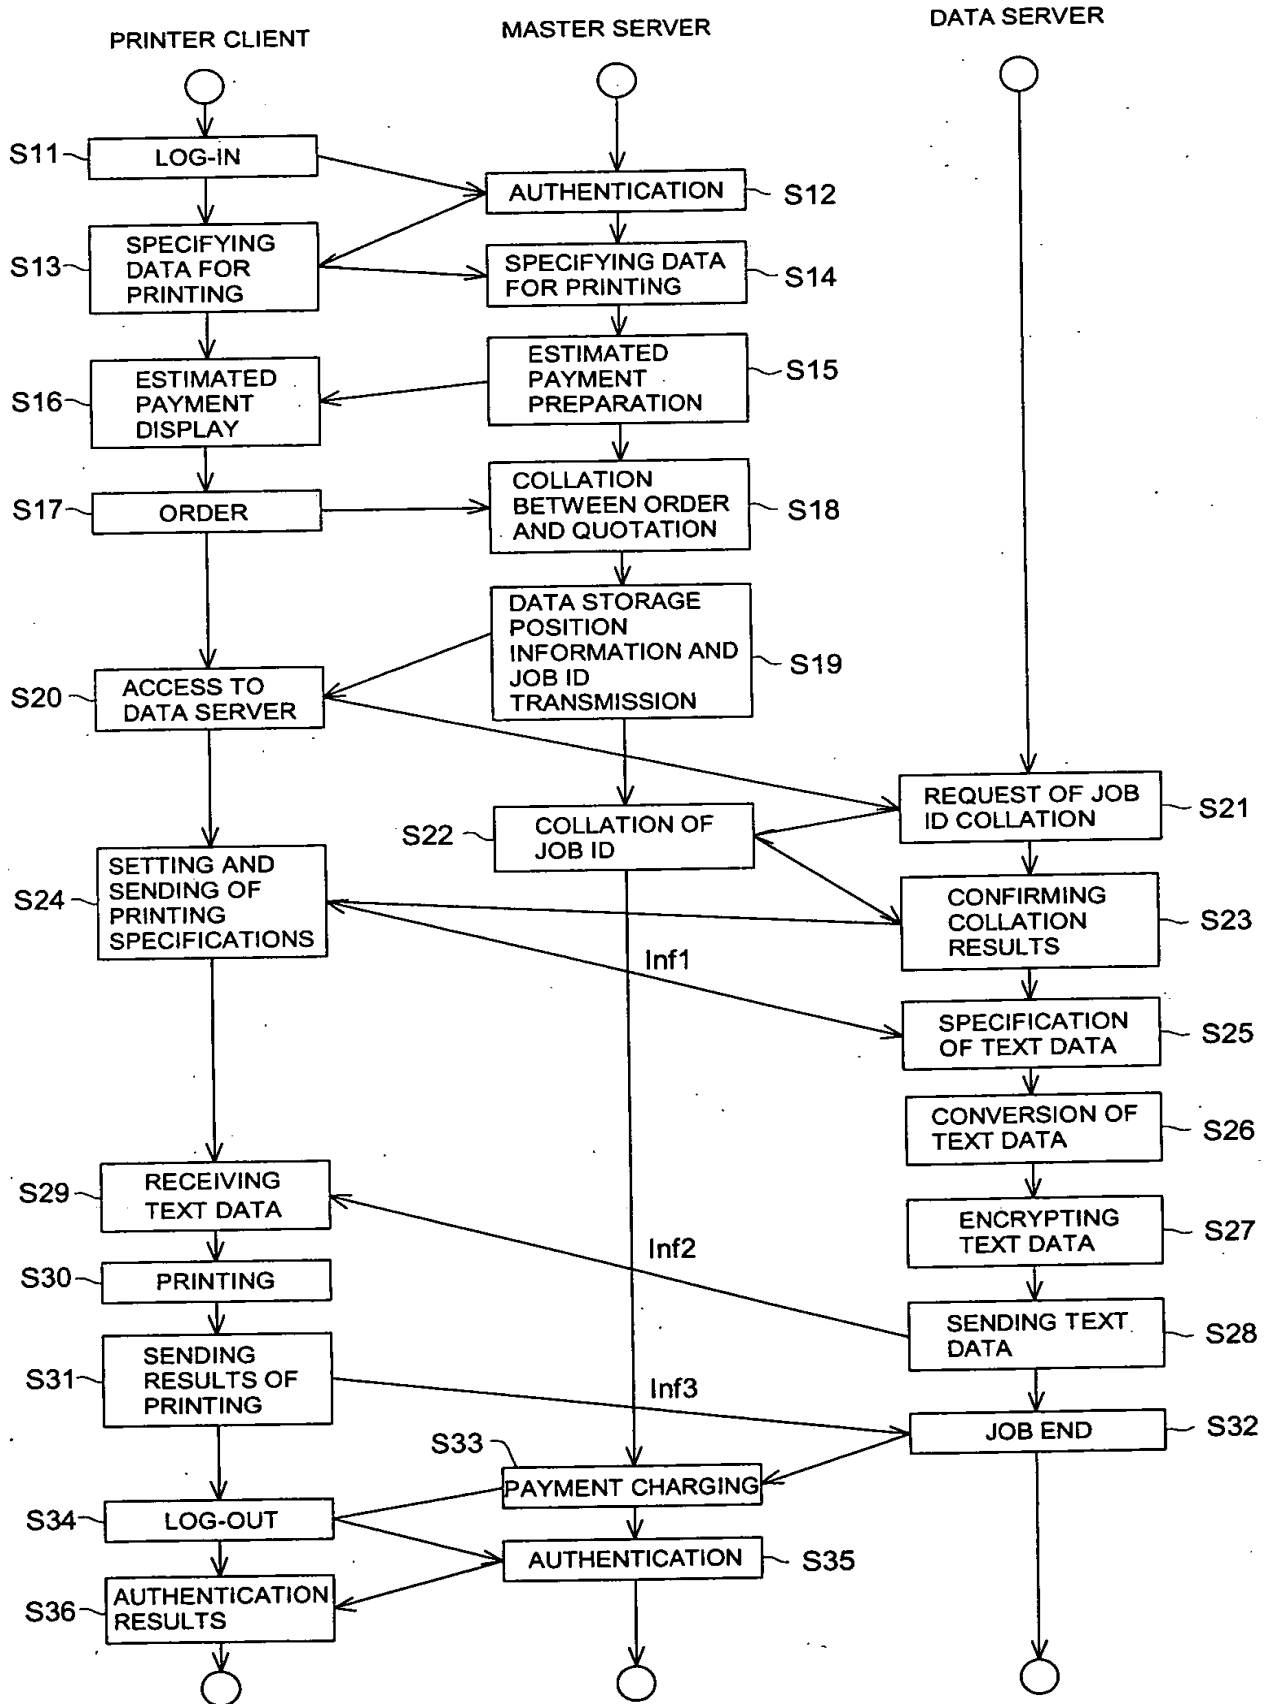 PRINTER CLIENT
MASTER SERVER
DATA SERVER
S11
LOG-IN
AUTHENTICATION
S12
S13
SPECIFYING
DATA FOR
PRINTING
SPECIFYING DATA
FOR PRINTING
S14
ESTIMATED
PAYMENT
PREPARATION
S15
S16
ESTIMATED
PAYMENT
DISPLAY
S17
ORDER
COLLATION
BETWEEN ORDER
AND QUOTATION
S18
DATA STORAGE
POSITION
INFORMATION AND
JOB ID
TRANSMISSION
S19
S20
ACCESS TO
DATA SERVER
REQUEST OF JOB
ID COLLATION
S21
S22
COLLATION OF
JOB ID
S24
SETTING AND
SENDING OF
PRINTING
SPECIFICATIONS
CONFIRMING
COLLATION
RESULTS
S23
Inf1
SPECIFICATION
OF TEXT DATA
S25
CONVERSION OF
TEXT DATA
S26
S29
RECEIVING
TEXT DATA
ENCRYPTING
TEXT DATA
S27
Inf2
S30
PRINTING
SENDING TEXT
DATA
S28
S31
SENDING
RESULTS OF
PRINTING
Inf3
JOB END
S32
S33
PAYMENT CHARGING
S34
LOG-OUT
AUTHENTICATION
S35
S36
AUTHENTICATION
RESULTS